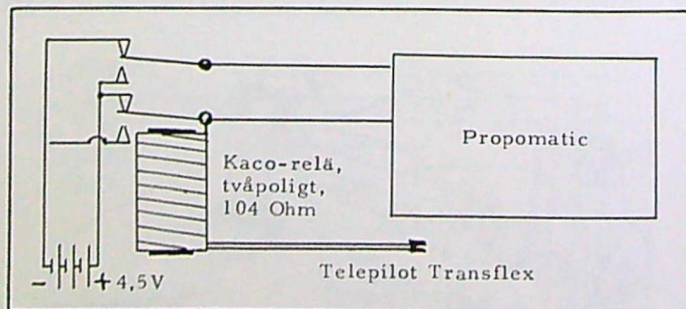 Propomatic
Kaco-relä,
tvåpoligt,
104 Ohm
- + 4,5V
Telepilot Transflex